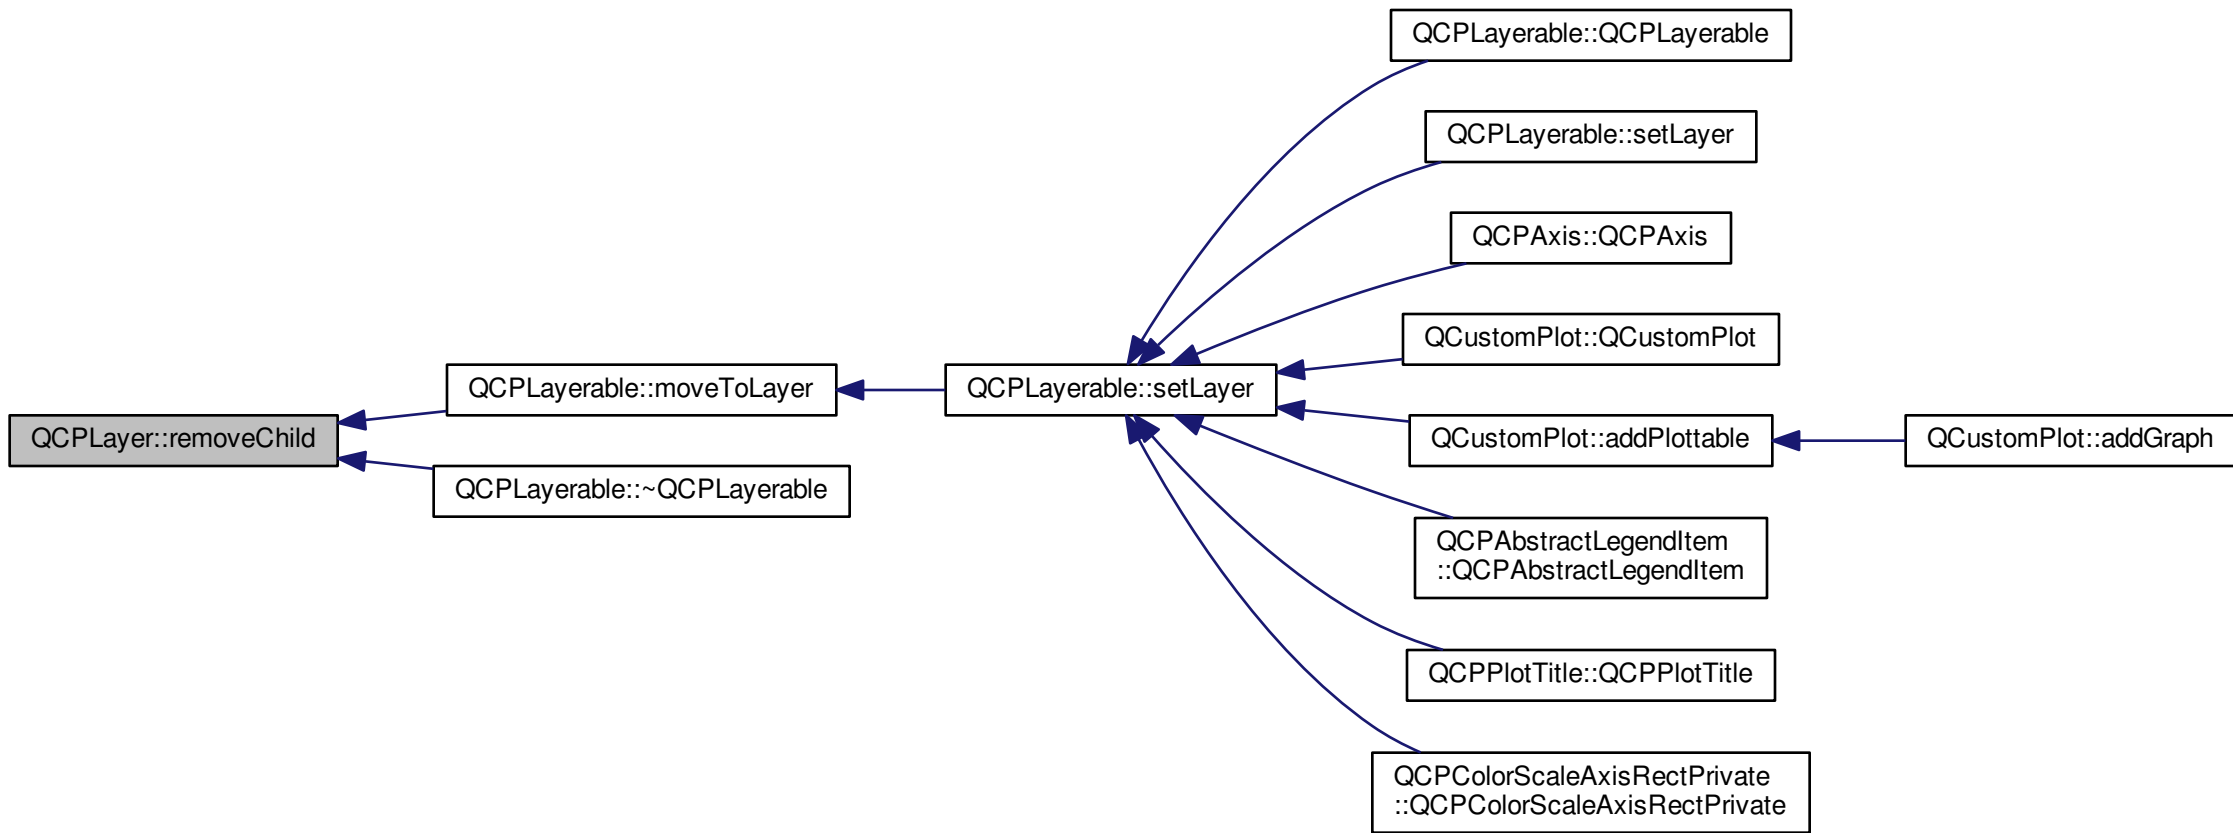 QCPLayer::removeChild
QCPLayerable::moveToLayer
QCPLayerable::~QCPLayerable
QCPLayerable::setLayer
QCPLayerable::QCPLayerable
QCPLayerable::setLayer
QCPAxis::QCPAxis
QCustomPlot::QCustomPlot
QCustomPlot::addPlottable
QCustomPlot::addGraph
QCPAbstractLegendItem
::QCPAbstractLegendItem
QCPPlotTitle::QCPPlotTitle
QCPColorScaleAxisRectPrivate
::QCPColorScaleAxisRectPrivate